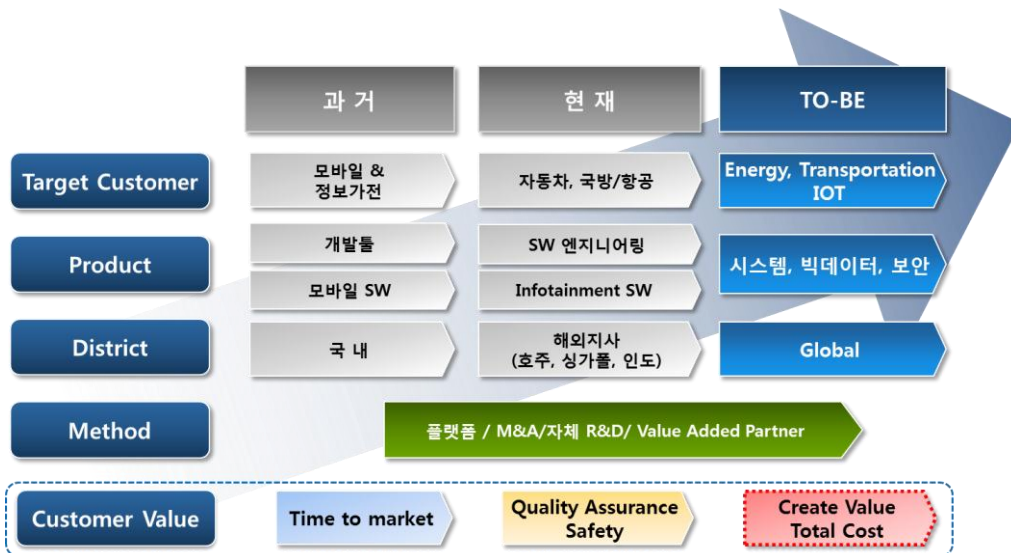 과 거
현 재
TO-BE
Target Customer
모바일 &
정보가전
자동차, 국방/항공
Energy, Transportation
IOT
Product
개발툴
SW 엔지니어링
시스템, 빅데이터, 보안
모바일 SW
Infotainment SW
District
국 내
해외지사
(호주, 싱가폴, 인도)
Global
Method
플랫폼 / M&A/자체 R&D/ Value Added Partner
Customer Value
Time to market
Quality Assurance
Safety
Create Value
Total Cost